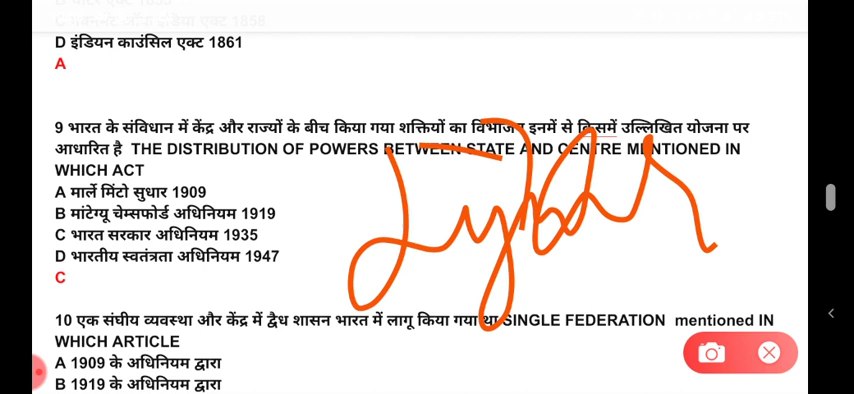 D इंडियन काउंसिल एक्ट 1861
A
9 भारत के संविधान में केंद्र और राज्यों के बीच किया गया शक्तियों का विभाजन इनमें से किसमें उल्लिखित योजना पर
आधारित है THE DISTRIBUTION OF POWERS BETWEEN STATE AND CENTRE MENTIONED IN
WHICH ACT
A मार्ले मिंटो सुधार 1909
B मांटेग्यू चेम्सफोर्ड अधिनियम 1919
C भारत सरकार अधिनियम 1935
D भारतीय स्वतंत्रता अधिनियम 1947
C
10 एक संघीय व्यवस्था और केंद्र में द्वैध शासन भारत में लागू किया गया था SINGLE FEDERATION mentioned IN
WHICH ARTICLE
A 1909 के अधिनियम द्वारा
B 1919 के अधिनियम द्वारा